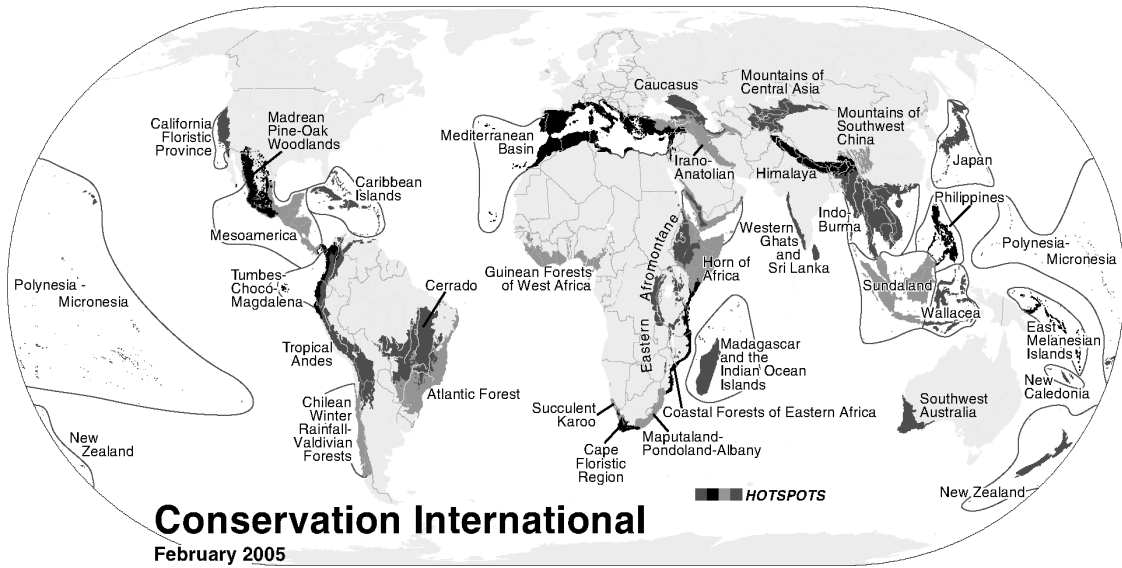 Caucasus
Mountains of
Central Asia
California
Floristic
Province
Madrean
Pine-Oak
Woodlands
Mediterranean
Basin
Irano-
Anatolian
Himalaya
Mountains of
Southwest
China
Japan
Caribbean
Islands
Mesoamerica
Philippines
Indo-
Burma
Western
Ghats
and
Sri Lanka
Polynesia-
Micronesia
Polynesia -
Micronesia
Tumbes-
Chocó-
Magdalena
Cerrado
Guinean Forests
of West Africa
Eastern Afromontane
Horn of
Africa
Sundaland
Wallacea
Tropical
Andes
Madagascar
and the
Indian Ocean
Islands
East
Melanesian
Islands
New
Caledonia
Atlantic Forest
Chilean
Winter
Rainfall-
Valdivian
Forests
Succulent
Karoo
Coastal Forests of Eastern Africa
Southwest
Australia
Cape
Floristic
Region
Maputaland-
Pondoland-Albany
New
Zealand
New Zealand
HOTSPOTS
Conservation International
February 2005